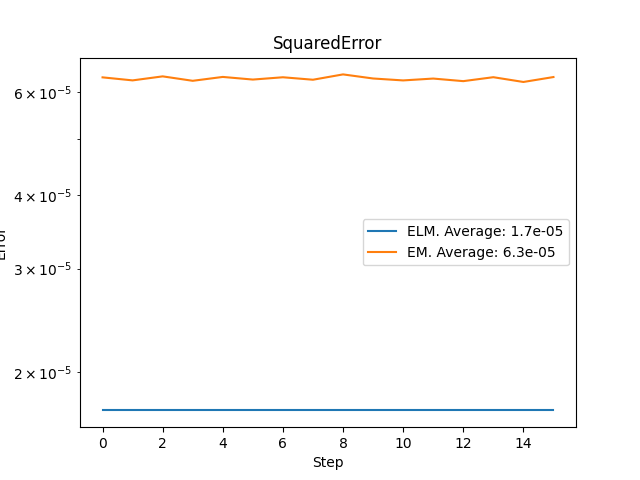 SquaredError
6 × 10⁻⁵
4 × 10⁻⁵
3 × 10⁻⁵
2 × 10⁻⁵
Error
ELM. Average: 1.7e-05
EM. Average: 6.3e-05
0 2 4 6 8 10 12 14
Step